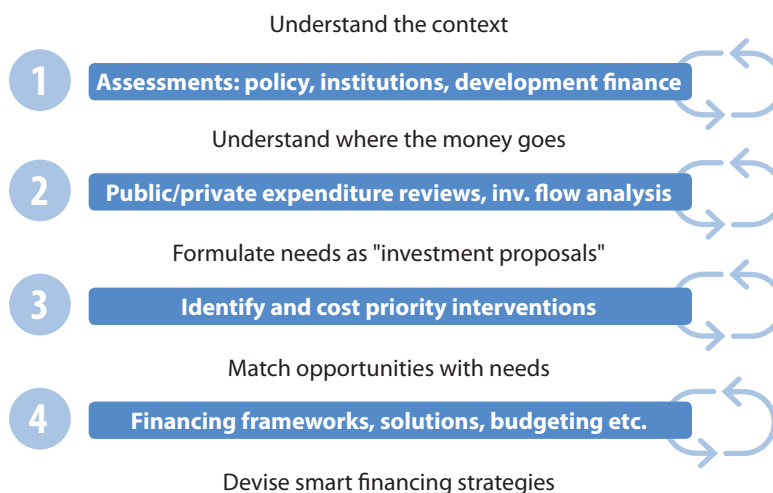 Understand the context
1
Assessments: policy, institutions, development finance
Understand where the money goes
2
Public/private expenditure reviews, inv. flow analysis
Formulate needs as "investment proposals"
3
Identify and cost priority interventions
Match opportunities with needs
4
Financing frameworks, solutions, budgeting etc.
Devise smart financing strategies